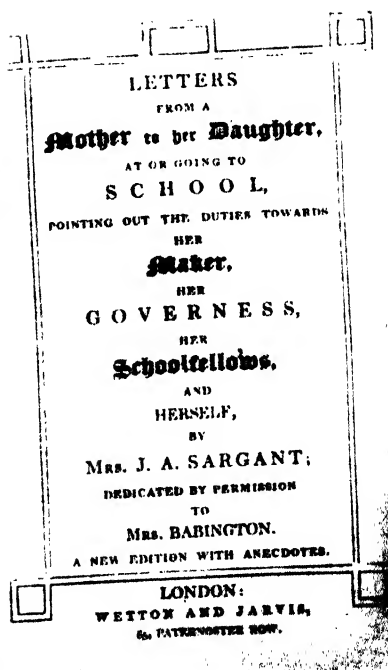 LETTERS
FROM A
Mother to her Daughter,
AT OR GOING TO
SCHOOL,
POINTING OUT THE DUTIES TOWARDS
HER
Maker,
HER
GOVERNESS,
HER
Schoolfellows,
AND
HERSELF,
BY
MRS. J. A. SARGANT;
DEDICATED BY PERMISSION
TO
MRS. BABINGTON.
A NEW EDITION WITH ANECDOTES.
LONDON:
WETTON AND JARVIS,
65, PATERNOSTER ROW.